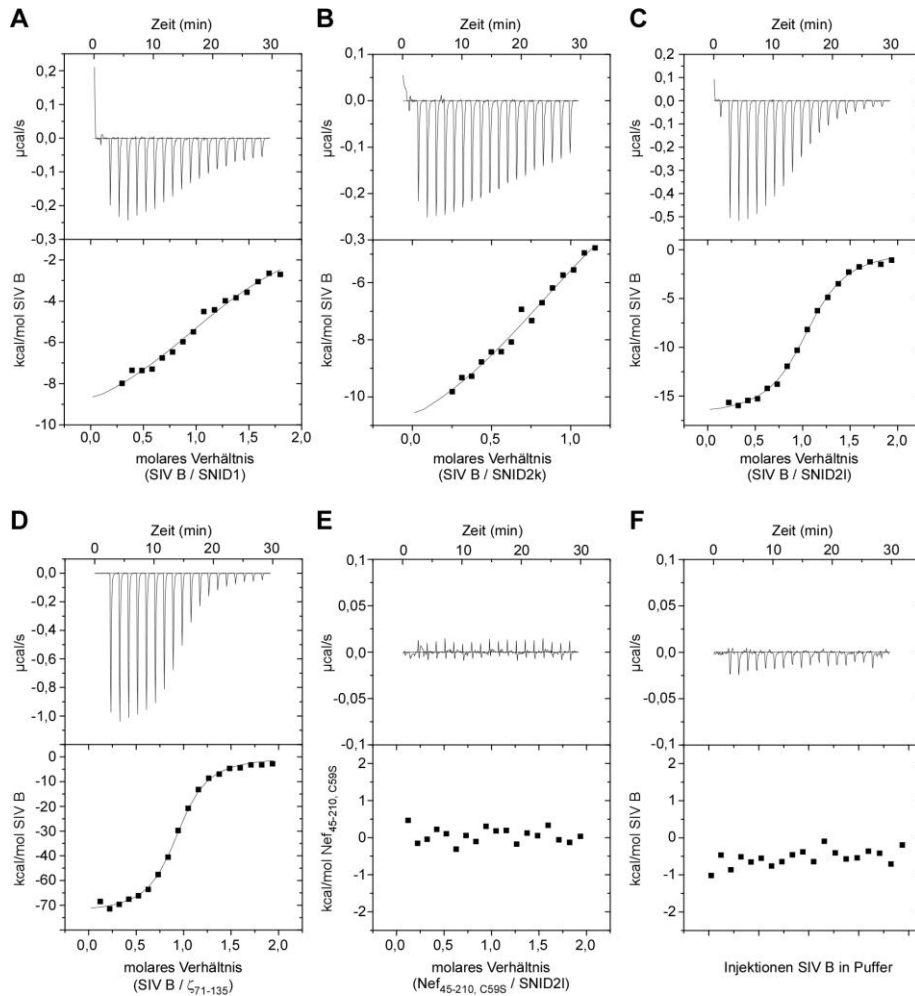 A
Zeit (min)
0 10 20 30
0,2
0,1
0,0
-0,1
-0,2
-0,3
µcal/s
-2
-4
-6
-8
-10
kcal/mol SIV B
0,0 0,5 1,0 1,5 2,0
molares Verhältnis
(SIV B / SNID1)
B
Zeit (min)
0 10 20 30
0,1
0,0
-0,1
-0,2
-0,3
µcal/s
-6
-8
-10
kcal/mol SIV B
0,0 0,5 1,0
molares Verhältnis
(SIV B / SNID2k)
C
Zeit (min)
0 10 20 30
0,2
0,1
0,0
-0,1
-0,2
-0,3
-0,4
-0,5
µcal/s
0
-5
-10
-15
kcal/mol SIV B
0,0 0,5 1,0 1,5 2,0
molares Verhältnis
(SIV B / SNID2l)
D
Zeit (min)
0 10 20 30
0,0
-0,2
-0,4
-0,6
-0,8
-1,0
µcal/s
0
-10
-20
-30
-40
-50
-60
-70
kcal/mol SIV B
0,0 0,5 1,0 1,5 2,0
molares Verhältnis
(SIV B / ζ71-135)
E
Zeit (min)
0 10 20 30
0,1
0,05
0,0
-0,05
-0,1
µcal/s
2
1
0
-1
-2
kcal/mol Nef45-210, C59S
0,0 0,5 1,0 1,5 2,0
molares Verhältnis
(Nef45-210, C59S / SNID2l)
F
Zeit (min)
0 10 20 30
0,1
0,05
0,0
-0,05
-0,1
µcal/s
2
1
0
-1
-2
kcal/mol SIV B
Injektionen SIV B in Puffer